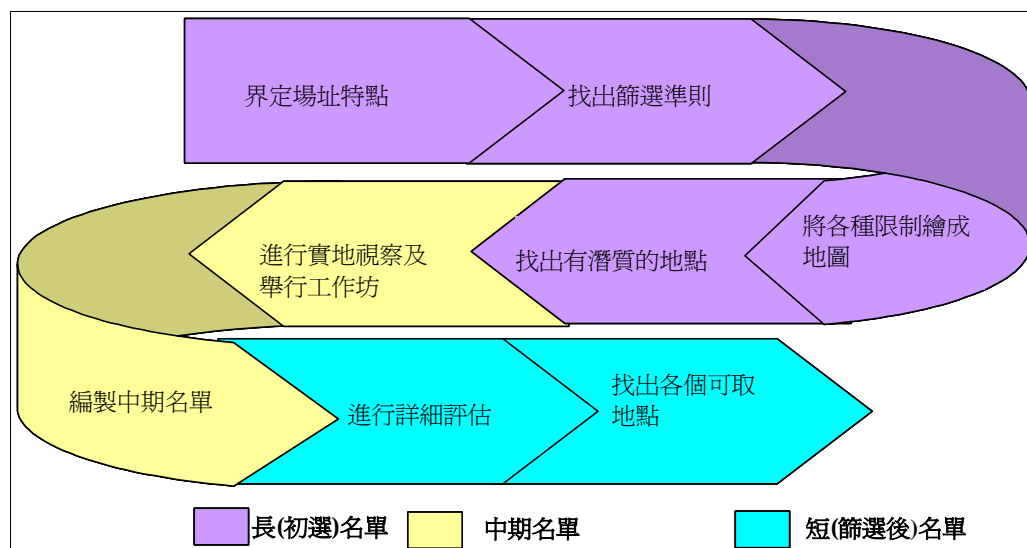 界定場址特點
找出篩選準則
將各種限制繪成
地圖
找出有潛質的地點
進行實地視察及
舉行工作坊
編製中期名單
進行詳細評估
找出各個可取
地點
長(初選)名單
中期名單
短(篩選後)名單